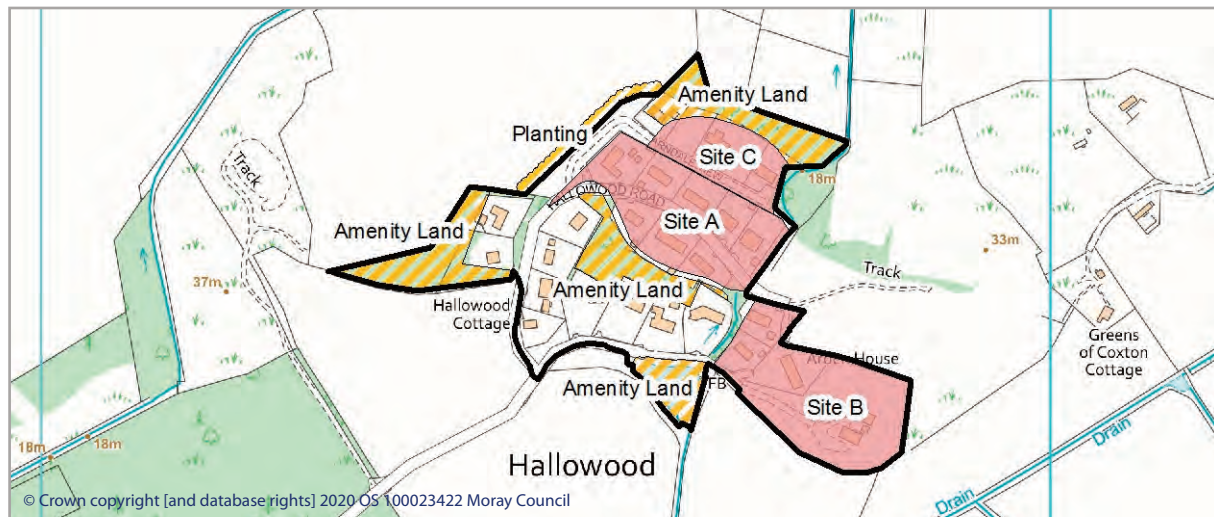 Amenity Land
Planting
Site C
18m
Track
HALLOWOOD ROAD
Site A
Amenity Land
33m
Track
37m
Amenity Land
Hallowood
Cottage
Greens
of Coxton
Cottage
House
Amenity Land
FB
Site B
18m
18m
Drain
Drain
Hallowood
© Crown copyright [and database rights] 2020 OS 100023422 Moray Council